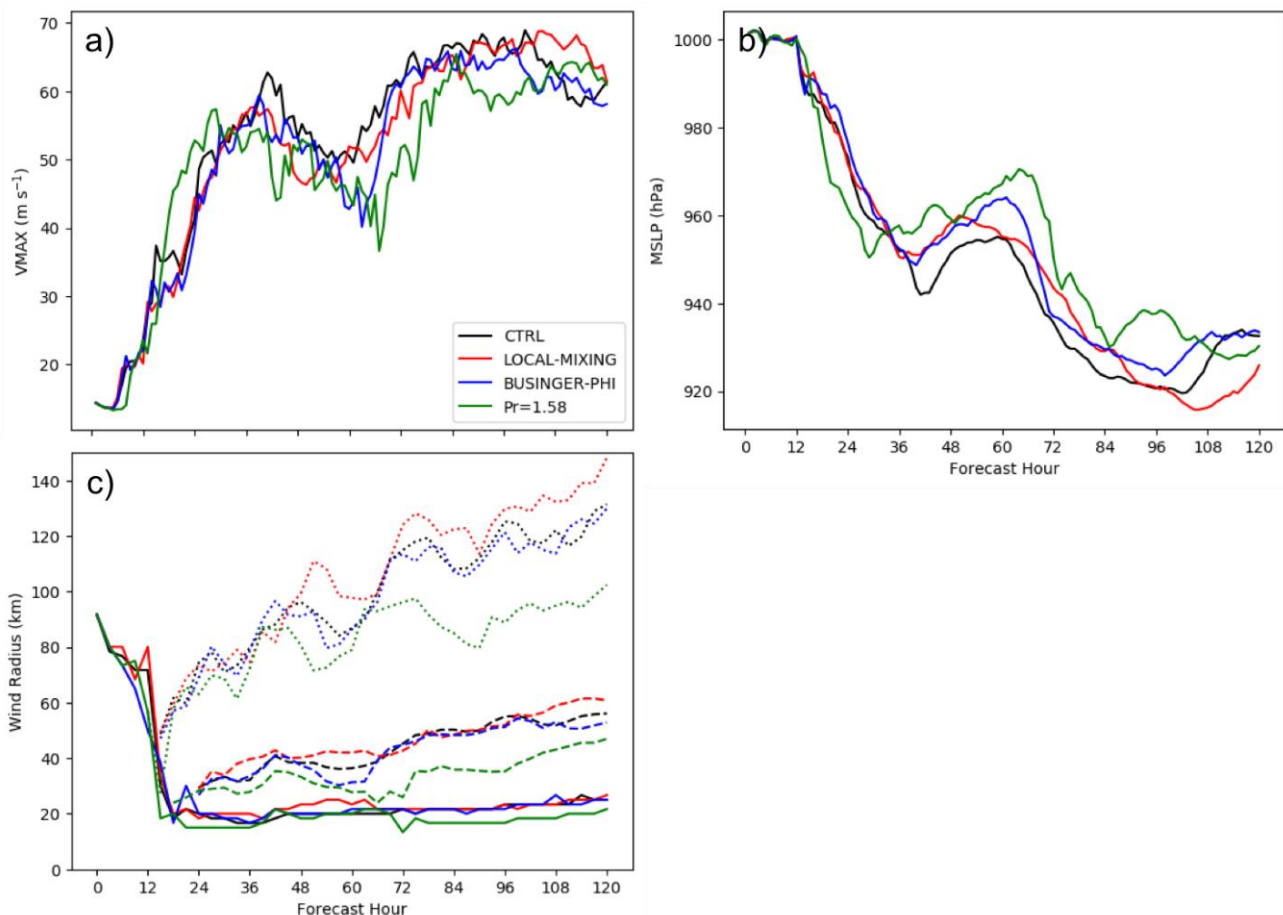 a)
VMAX (m s⁻¹)
70
60
50
40
30
20
CTRL
LOCAL-MIXING
BUSINGER-PHI
Pr=1.58
b)
MSLP (hPa)
1000
980
960
940
920
0 12 24 36 48 60 72 84 96 108 120
Forecast Hour
c)
Wind Radius (km)
140
120
100
80
60
40
20
0
0 12 24 36 48 60 72 84 96 108 120
Forecast Hour